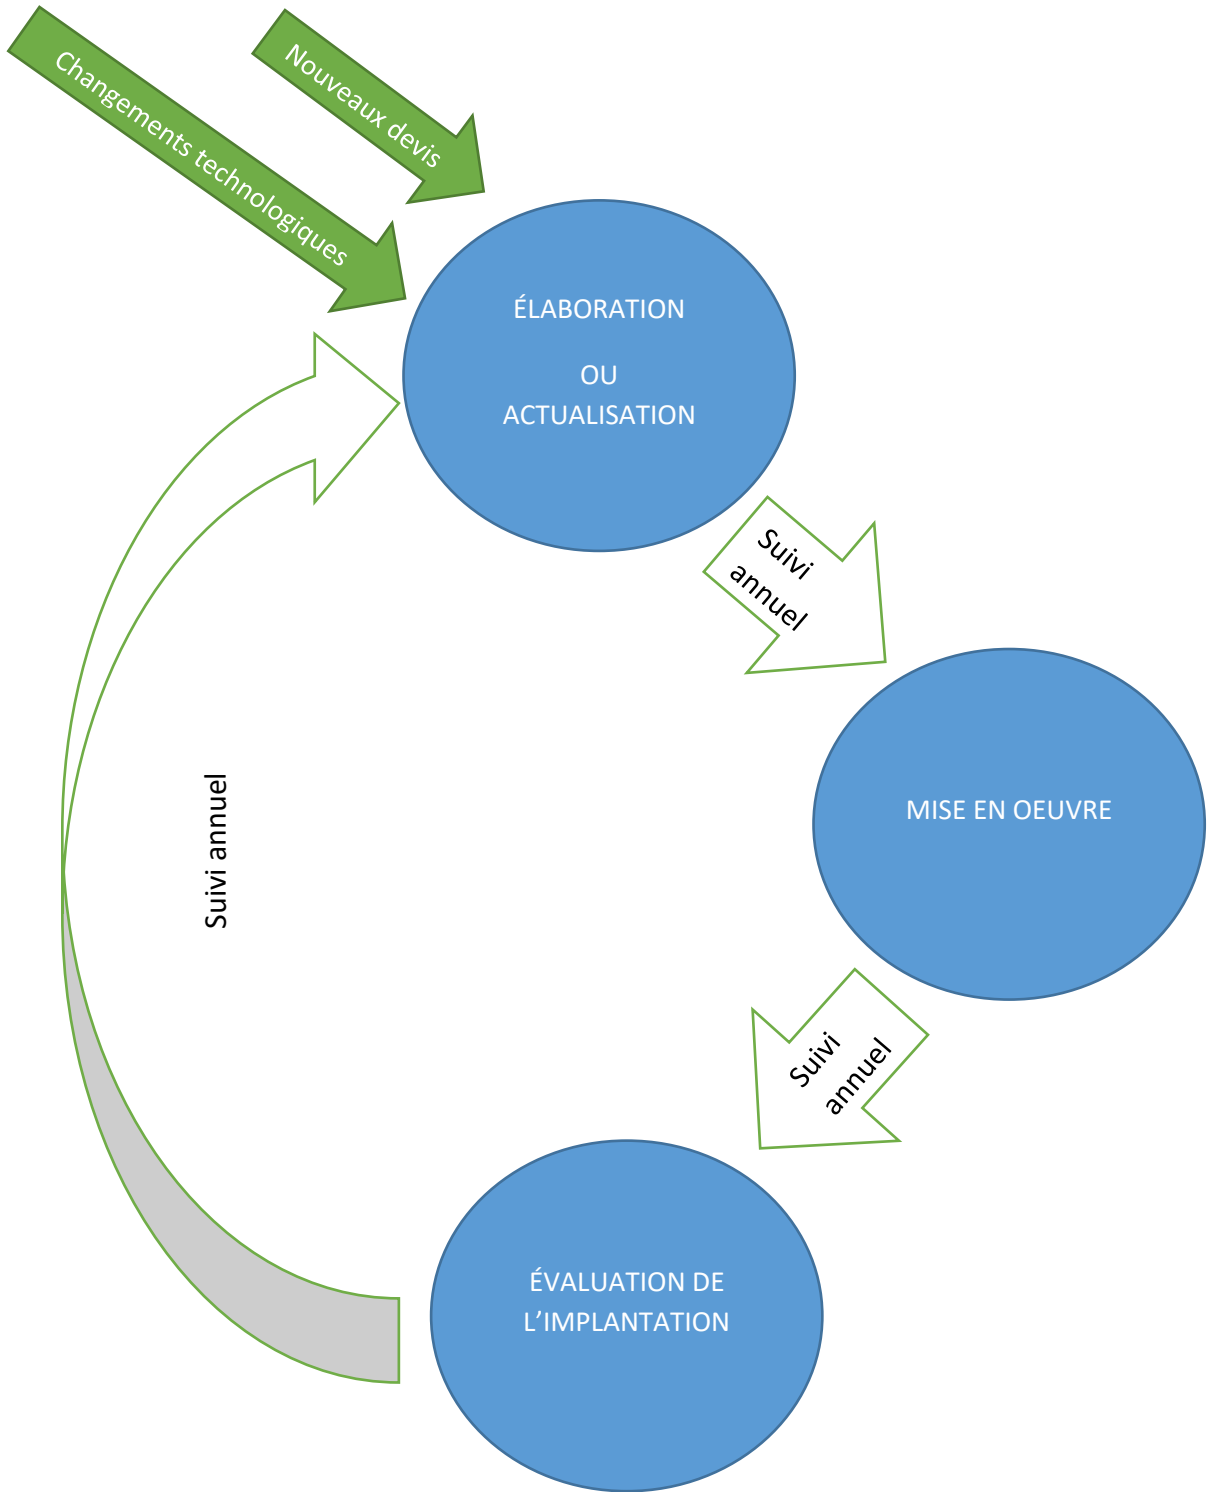 Changements technologiques
Nouveaux devis
ÉLABORATION
OU
ACTUALISATION
Suivi
annuel
MISE EN OEUVRE
Suivi
annuel
ÉVALUATION DE
L’IMPLANTATION
Suivi annuel